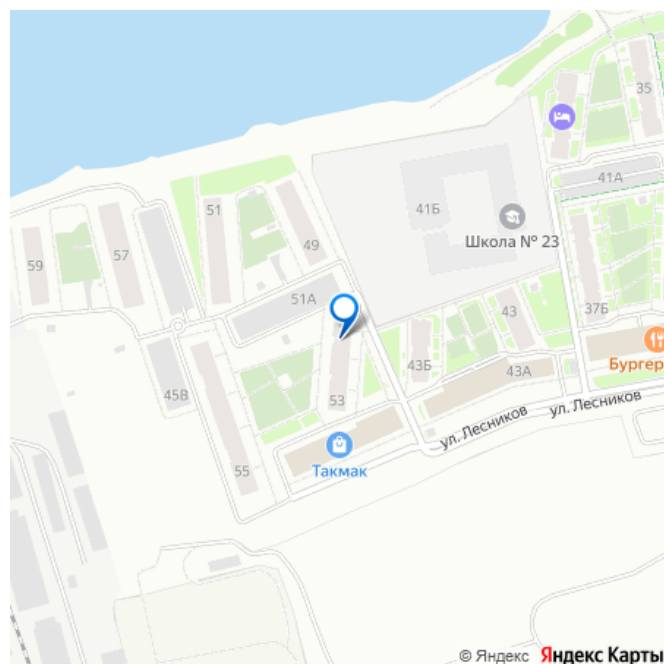 35
41А
41Б
51
Школа № 23
49
57
59
51А
43
37Б
Бургер
43Б
43А
45В
53
ул. Лесников
ул. Лесников
55
Такмак
© Яндекс Яндекс Карты